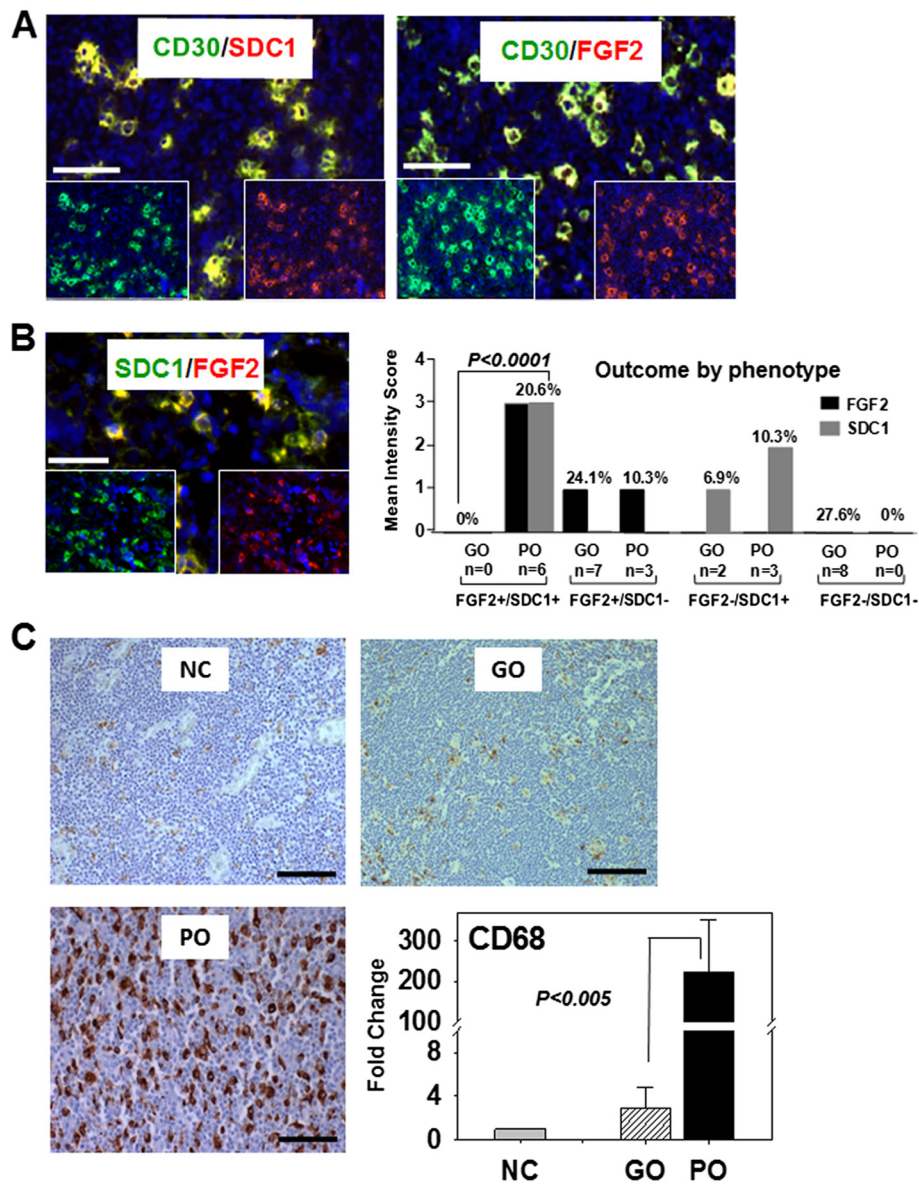 A
CD30/SDC1
CD30/FGF2
B
SDC1/FGF2
Outcome by phenotype
P<0.0001
FGF2
SDC1
Mean Intensity Score
4
3
2
1
0
0%
20.6%
24.1%
10.3%
6.9%
10.3%
27.6%
0%
GO PO GO PO GO PO GO PO
n=0 n=6 n=7 n=3 n=2 n=3 n=8 n=0
FGF2+/SDC1+ FGF2+/SDC1- FGF2-/SDC1+ FGF2-/SDC1-
C
NC
GO
PO
CD68
P<0.005
Fold Change
300
200
100
8
4
0
NC GO PO